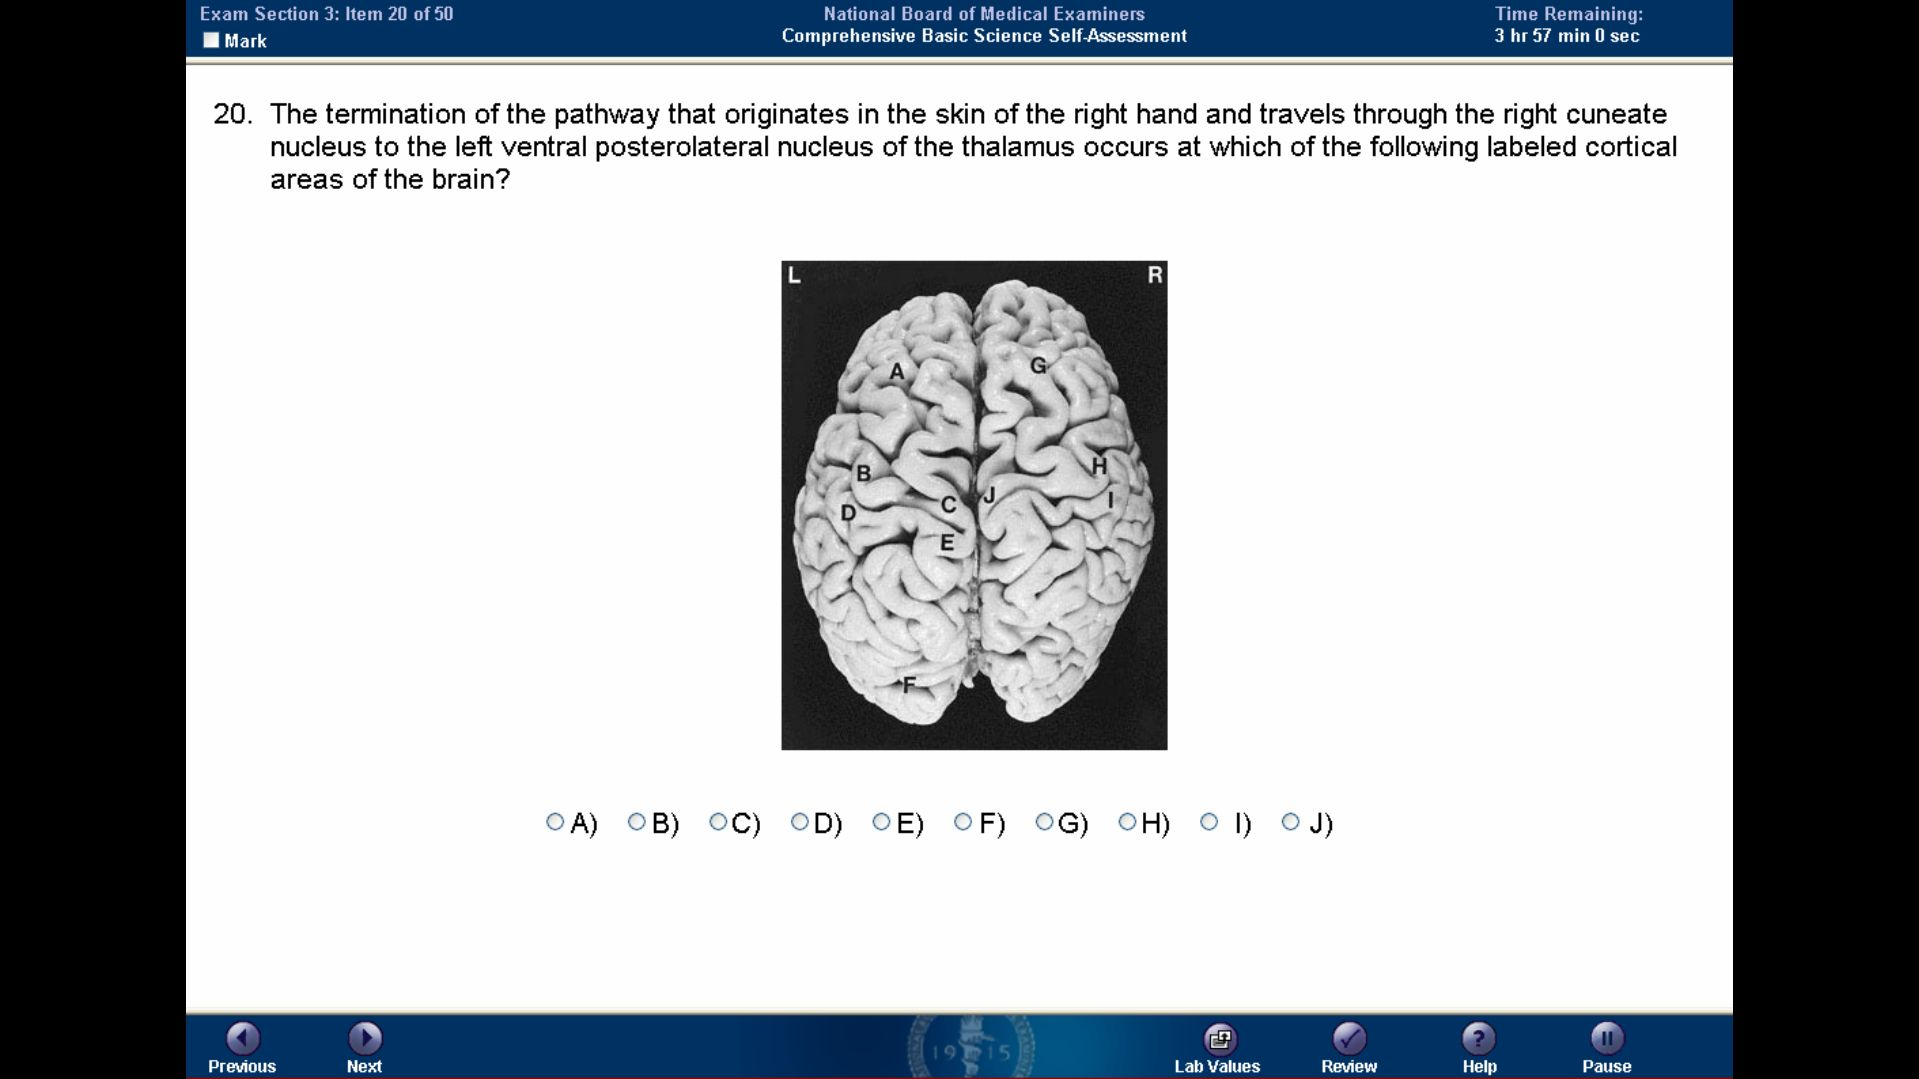 Exam Section 3: Item 20 of 50
National Board of Medical Examiners
Time Remaining:
Mark
Comprehensive Basic Science Self-Assessment
3 hr 57 min 0 sec
20. The termination of the pathway that originates in the skin of the right hand and travels through the right cuneate
nucleus to the left ventral posterolateral nucleus of the thalamus occurs at which of the following labeled cortical
areas of the brain?
L R
A G
B H
C J I
D
E
F
A) B) C) D) E) F) G) H) I) J)
19 15
Previous Next Lab Values Review Help Pause